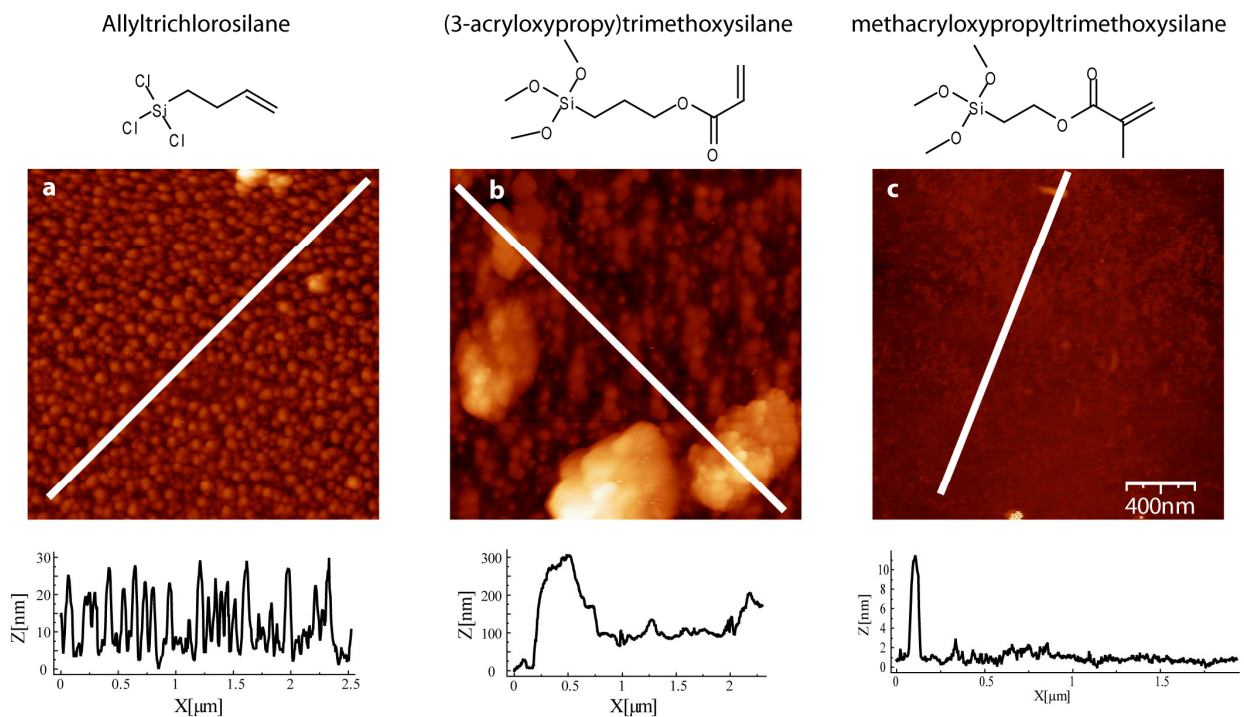 Allyltrichlorosilane
(3-acryloxypropy)trimethoxysilane
methacryloxypropyltrimethoxysilane
Cl
Si
Cl
Cl
O
O
Si
O
O
O
O
O
Si
O
O
O
O
a
b
c
400nm
30
20
10
0
Z[nm]
0
0.5
1
1.5
2
2.5
X[μm]
300
200
100
0
Z[nm]
0
0.5
1
1.5
2
X[μm]
10
8
6
4
2
0
Z[nm]
0
0.5
1
1.5
X[μm]